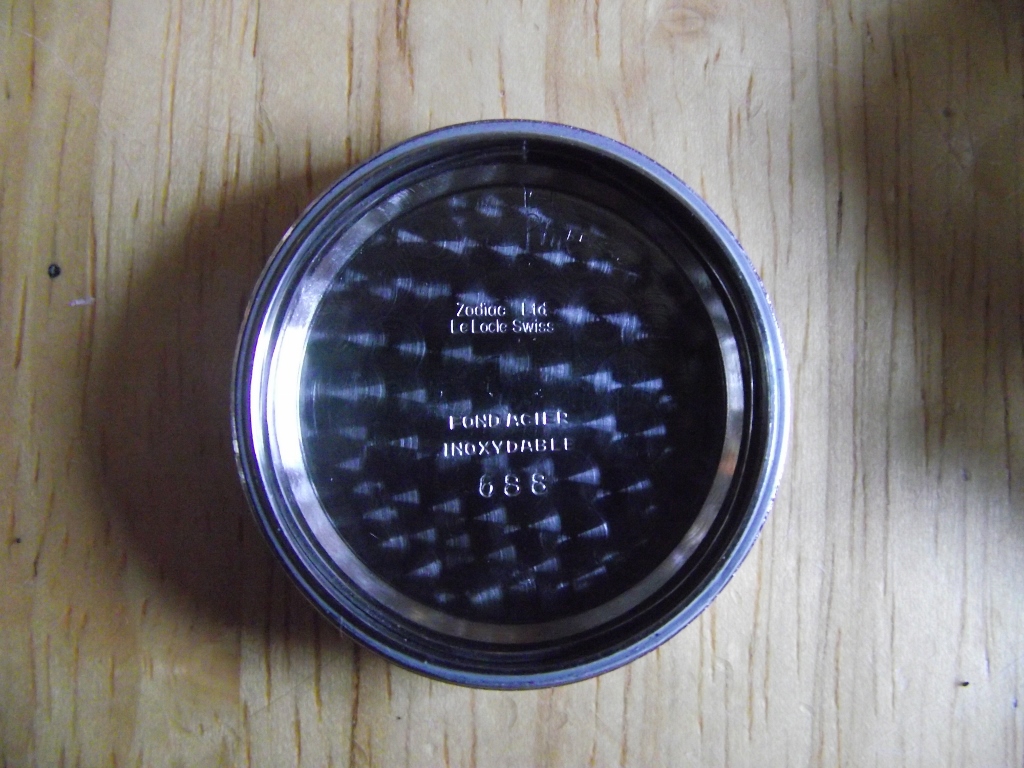 Zodiac Ltd
Le Locle Swiss
FOND ACIER
INOXYDABLE
688